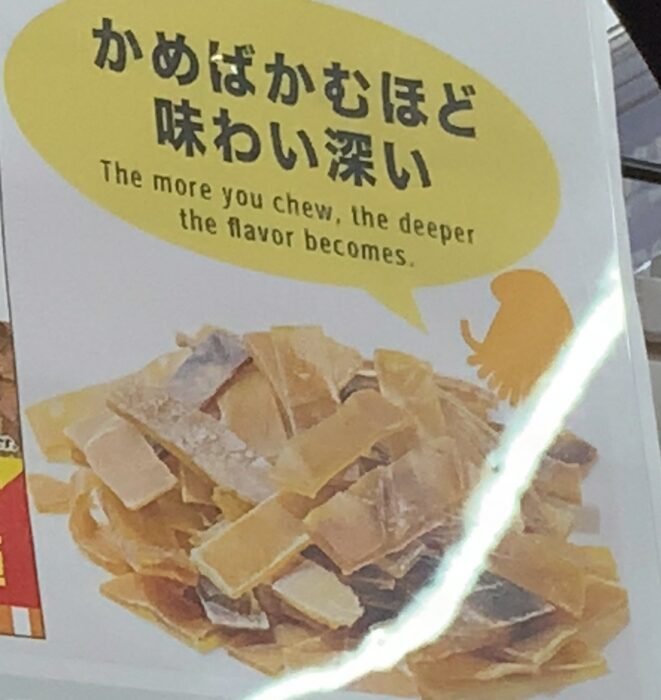 かめばかむほど
味わい深い
The more you chew, the deeper
the flavor becomes.